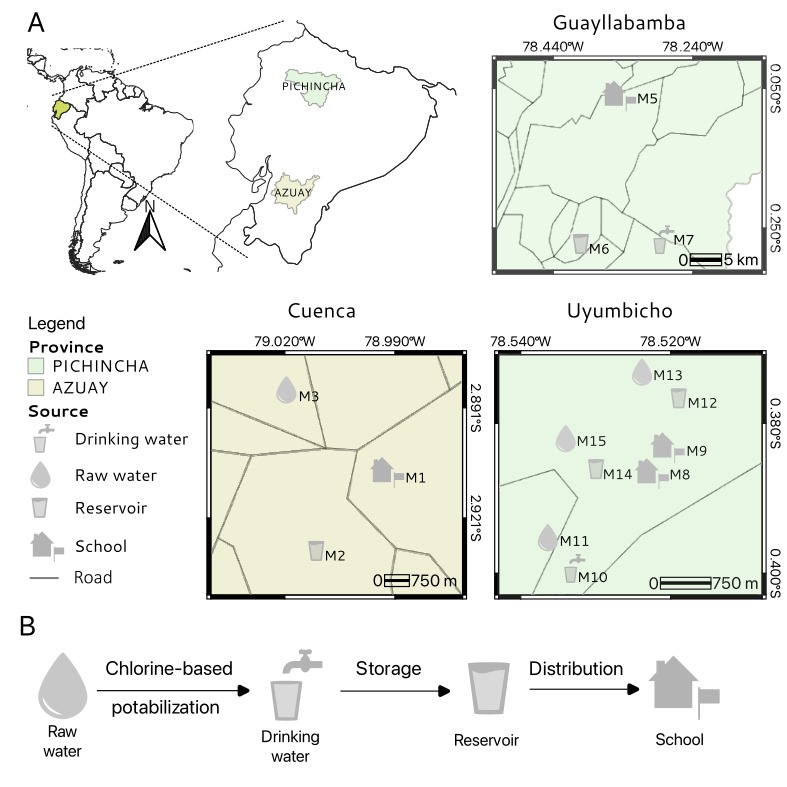 A
PICHINCHA
AZUAY
N
Guayllabamba
78.440°W 78.240°W
0.050°S
0.250°S
M5
M6
M7
0 5 km
Legend
Province
PICHINCHA
AZUAY
Source
Drinking water
Raw water
Reservoir
School
Road
Cuenca
79.020°W 78.990°W
2.891°S
2.921°S
M3
M1
M2
0 750 m
Uyumbicho
78.540°W 78.520°W
0.380°S
0.400°S
M13
M12
M15
M9
M14
M8
M11
M10
0 750 m
B
Chlorine-based
potabilization
Storage
Distribution
Raw
water
Drinking
water
Reservoir
School